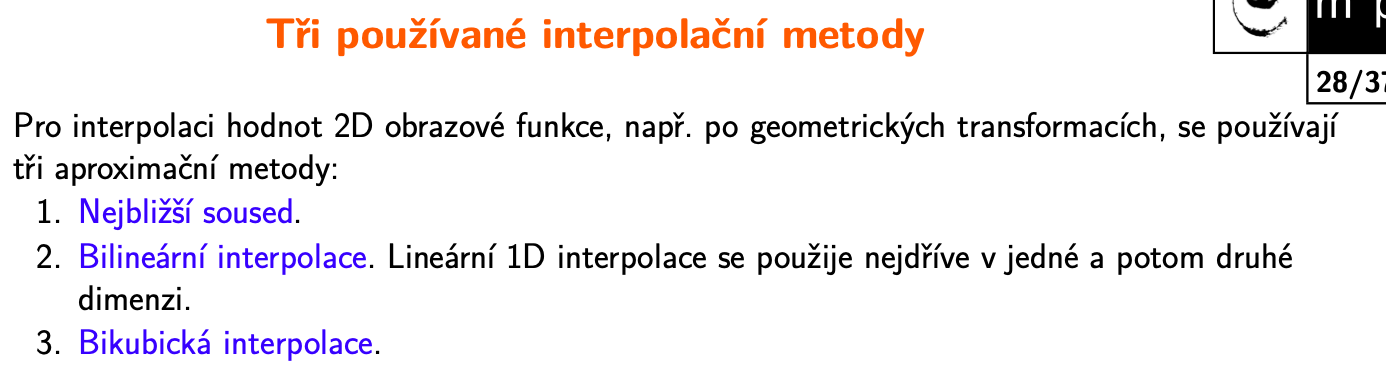 Tři používané interpolační metody
m p
28/37
Pro interpolaci hodnot 2D obrazové funkce, např. po geometrických transformacích, se používají
tři aproximační metody:
1. Nejbližší soused.
2. Bilineární interpolace. Lineární 1D interpolace se použije nejdříve v jedné a potom druhé
dimenzi.
3. Bikubická interpolace.